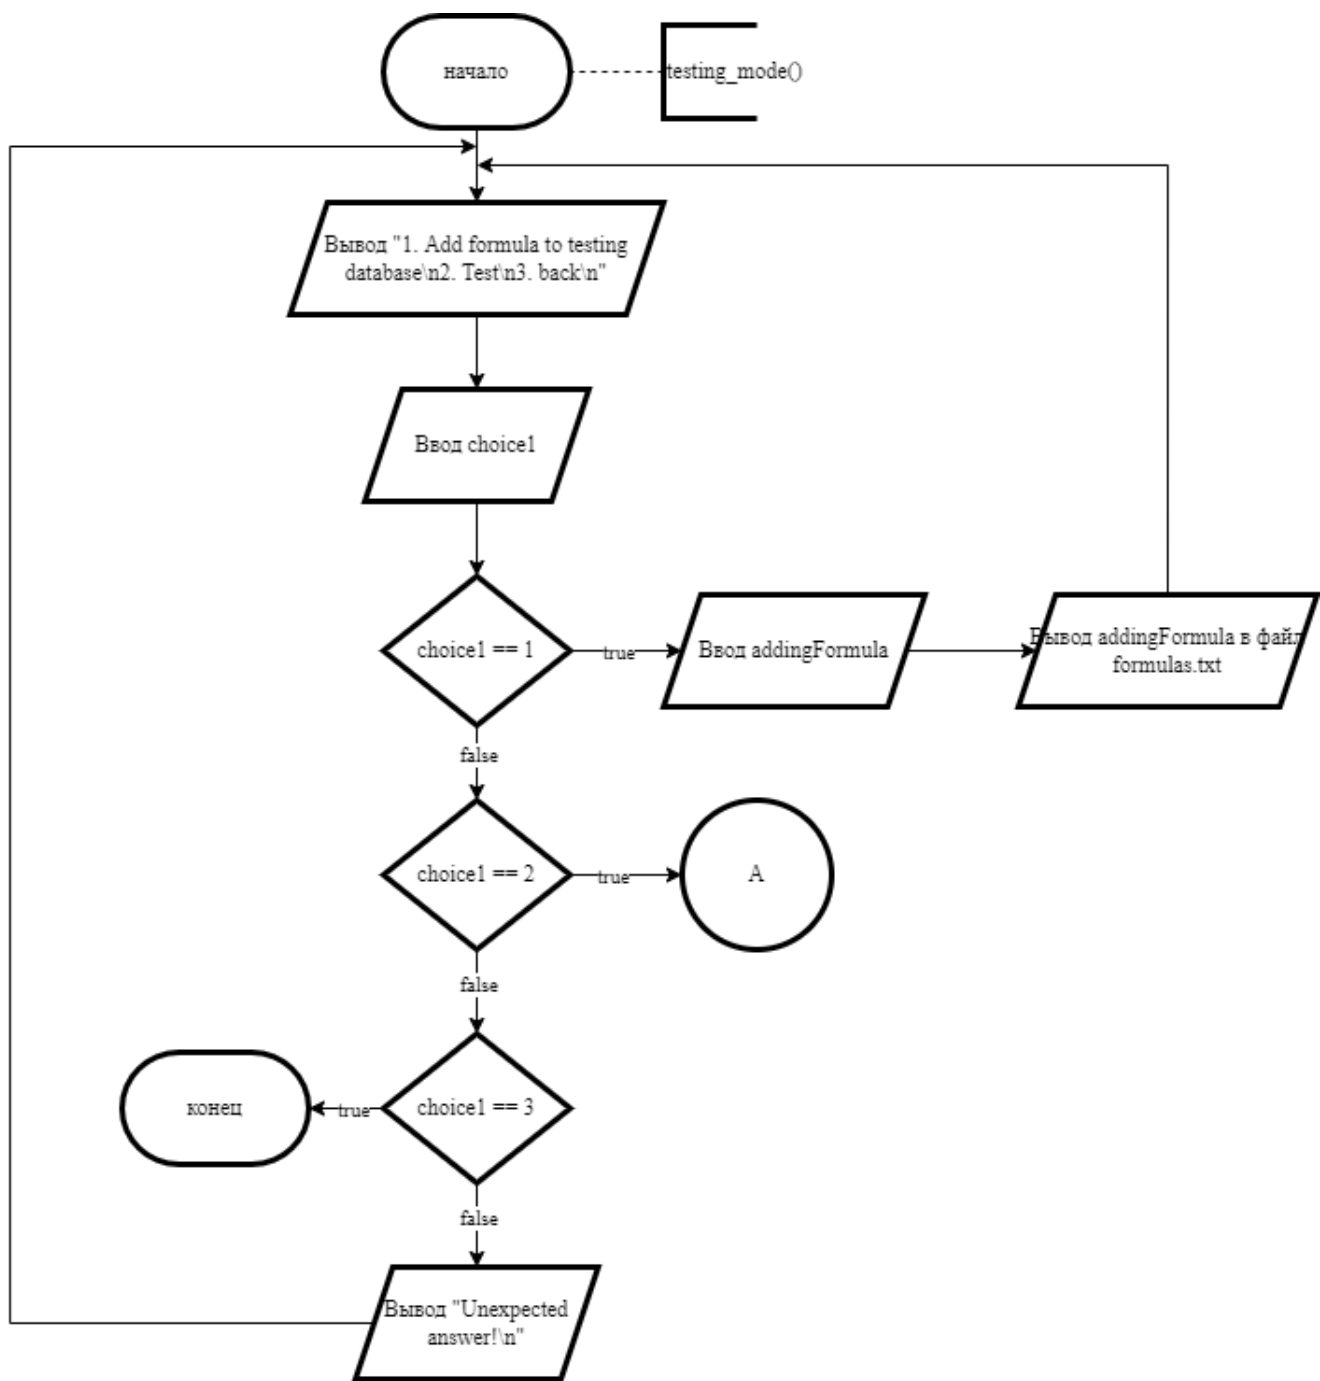 начало
testing_mode()
Вывод "1. Add formula to testing
database\n2. Test\n3. back\n"
Ввод choice1
choice1 == 1
true
Ввод addingFormula
Вывод addingFormula в файл
formulas.txt
false
choice1 == 2
true
A
false
choice1 == 3
true
конец
false
Вывод "Unexpected
answer!\n"